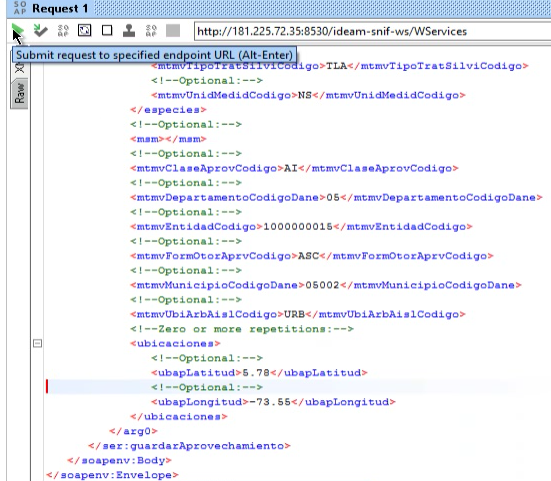 SO
AP Request 1
SO
AP
http://181.225.72.35:8530/ideam-snif-ws/WServices
Submit request to specified endpoint URL (Alt-Enter)
<mtmvTipoTratSilviCodigo>TLA</mtmvTipoTratSilviCodigo>
<!--Optional:-->
<mtmvUnidMedidCodigo>NS</mtmvUnidMedidCodigo>
</especies>
<!--Optional:-->
<msm></msm>
<!--Optional:-->
<mtmvClaseAprovCodigo>AI</mtmvClaseAprovCodigo>
<!--Optional:-->
<mtmvDepartamentoCodigoDane>05</mtmvDepartamentoCodigoDane>
<!--Optional:-->
<mtmvEntidadCodigo>1000000015</mtmvEntidadCodigo>
<!--Optional:-->
<mtmvFormOtorAprvCodigo>ASC</mtmvFormOtorAprvCodigo>
<!--Optional:-->
<mtmvMunicipioCodigoDane>05002</mtmvMunicipioCodigoDane>
<!--Optional:-->
<mtmvUbiArbAislCodigo>URB</mtmvUbiArbAislCodigo>
<!--Zero or more repetitions:-->
<ubicaciones>
<!--Optional:-->
<ubapLatitud>5.78</ubapLatitud>
<!--Optional:-->
<ubapLongitud>-73.55</ubapLongitud>
</ubicaciones>
</arg0>
</ser:guardarAprovechamiento>
</soapenv:Body>
</soapenv:Envelope>
Raw